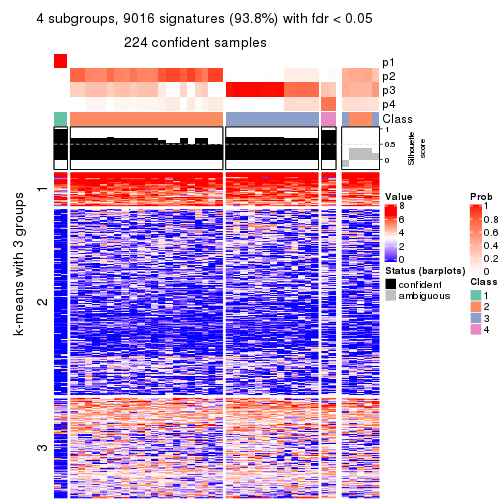 4 subgroups, 9016 signatures (93.8%) with fdr < 0.05
224 confident samples
p1
p2
p3
p4
Class
1
0.5
0
Silhouette
score
k-means with 3 groups
1
2
3
Value
8
6
4
2
0
Status (barplots)
confident
ambiguous
Prob
1
0.8
0.6
0.4
0.2
0
Class
1
2
3
4